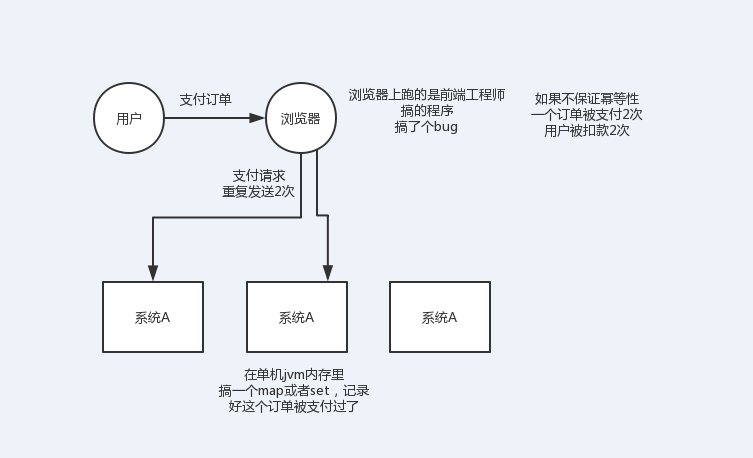 支付订单
用户
浏览器
浏览器上跑的是前端工程师
搞的程序
搞了个bug
如果不保证幂等性
一个订单被支付2次
用户被扣款2次
支付请求
重复发送2次
系统A
系统A
系统A
在单机jvm内存里
搞一个map或者set，记录
好这个订单被支付过了